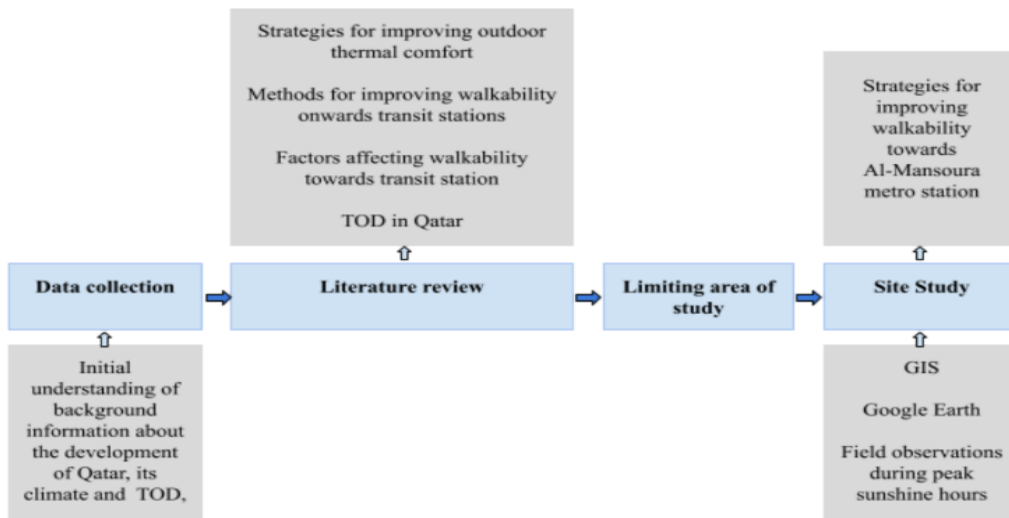 Strategies for improving outdoor
thermal comfort
Methods for improving walkability
onwards transit stations
Factors affecting walkability
towards transit station
TOD in Qatar
Strategies for
improving
walkability
towards
Al-Mansoura
metro station
Data collection
Literature review
Limiting area of
study
Site Study
Initial
understanding of
background
information about
the development
of Qatar, its
climate and TOD,
GIS
Google Earth
Field observations
during peak
sunshine hours